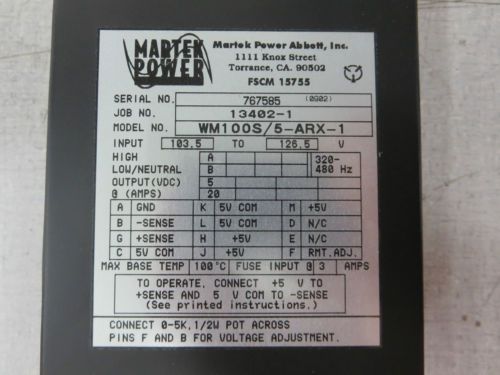 MARTEK
POWER
Martek Power Abbott, Inc.
1111 Knox Street
Torrance, CA. 90502
FSCM 15755
SERIAL NO. 767585 (0902)
JOB NO. 13402-1
MODEL NO. WM100S/5-ARX-1
INPUT 103.5 TO 126.5 V
HIGH A 320-
LOW/NEUTRAL B 480 Hz
OUTPUT(VDC) 5
@ (AMPS) 20
A GND K 5V COM M +5V
B -SENSE L 5V COM D N/C
G +SENSE H +5V E N/C
C 5V COM J +5V F RMT.ADJ.
MAX BASE TEMP 100°C FUSE INPUT @ 3 AMPS
TO OPERATE, CONNECT +5 V TO
+SENSE AND 5 V COM TO -SENSE
(See printed instructions.)
CONNECT 0-5K,1/2W POT ACROSS
PINS F AND B FOR VOLTAGE ADJUSTMENT.